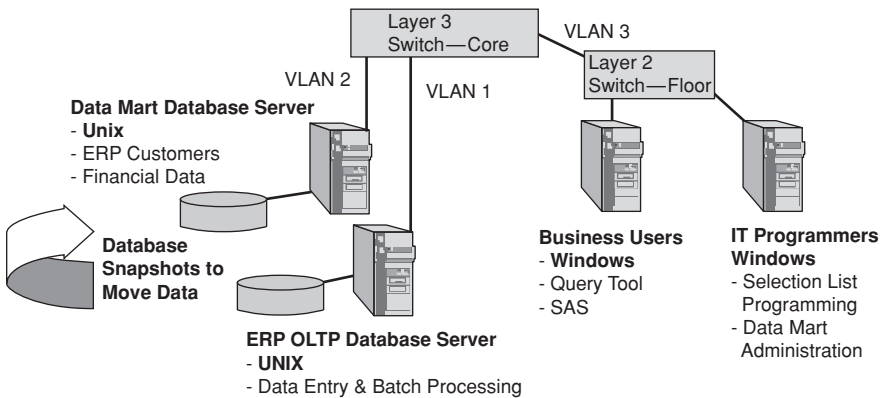 Layer 3
Switch—Core
VLAN 3
Layer 2
Switch—Floor
VLAN 2
VLAN 1
Data Mart Database Server
- Unix
- ERP Customers
- Financial Data
Database
Snapshots to
Move Data
ERP OLTP Database Server
- UNIX
- Data Entry & Batch Processing
Business Users
- Windows
- Query Tool
- SAS
IT Programmers
Windows
- Selection List
Programming
- Data Mart
Administration